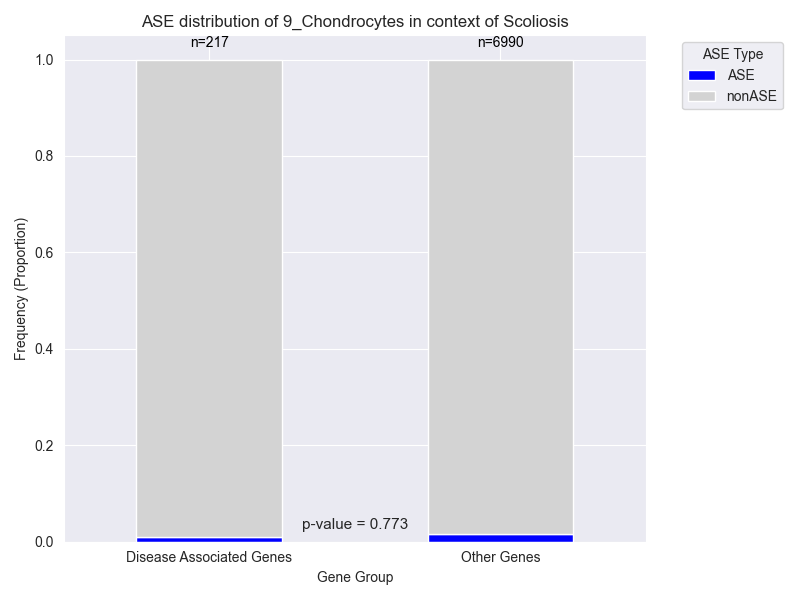 ASE distribution of 9_Chondrocytes in context of Scoliosis
n=217
n=6990
ASE Type
ASE
nonASE
Frequency (Proportion)
1.0
0.8
0.6
0.4
0.2
0.0
p-value = 0.773
Disease Associated Genes
Other Genes
Gene Group